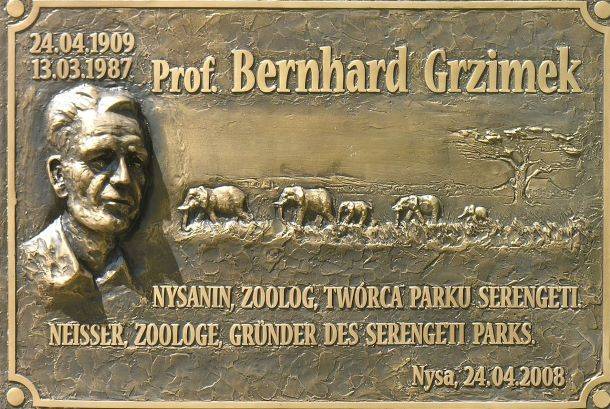 24.04.1909
13.03.1987
Prof. Bernhard Grzimek
NYSANIN, ZOOLOG, TWÓRCA PARKU SERENGETI.
NEISSER, ZOOLOGE, GRÜNDER DES SERENGETI PARKS.
Nysa, 24.04.2008